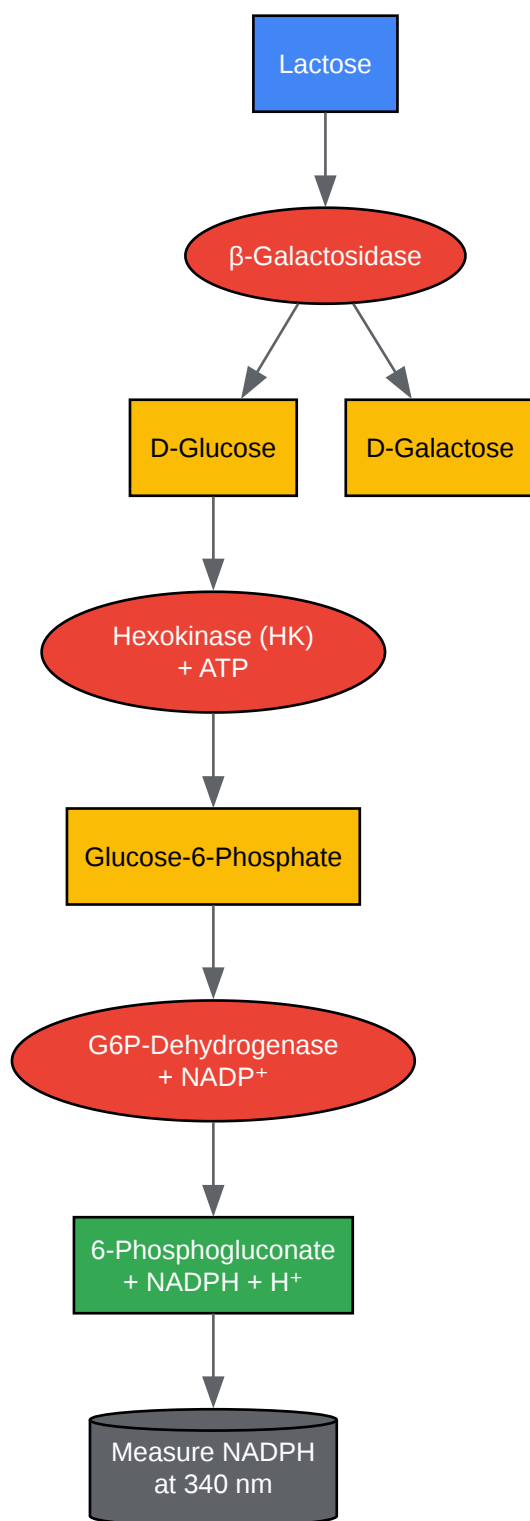 Lactose
β-Galactosidase
D-Glucose
D-Galactose
Hexokinase (HK)
+ ATP
Glucose-6-Phosphate
G6P-Dehydrogenase
+ NADP⁺
6-Phosphogluconate
+ NADPH + H⁺
Measure NADPH
at 340 nm